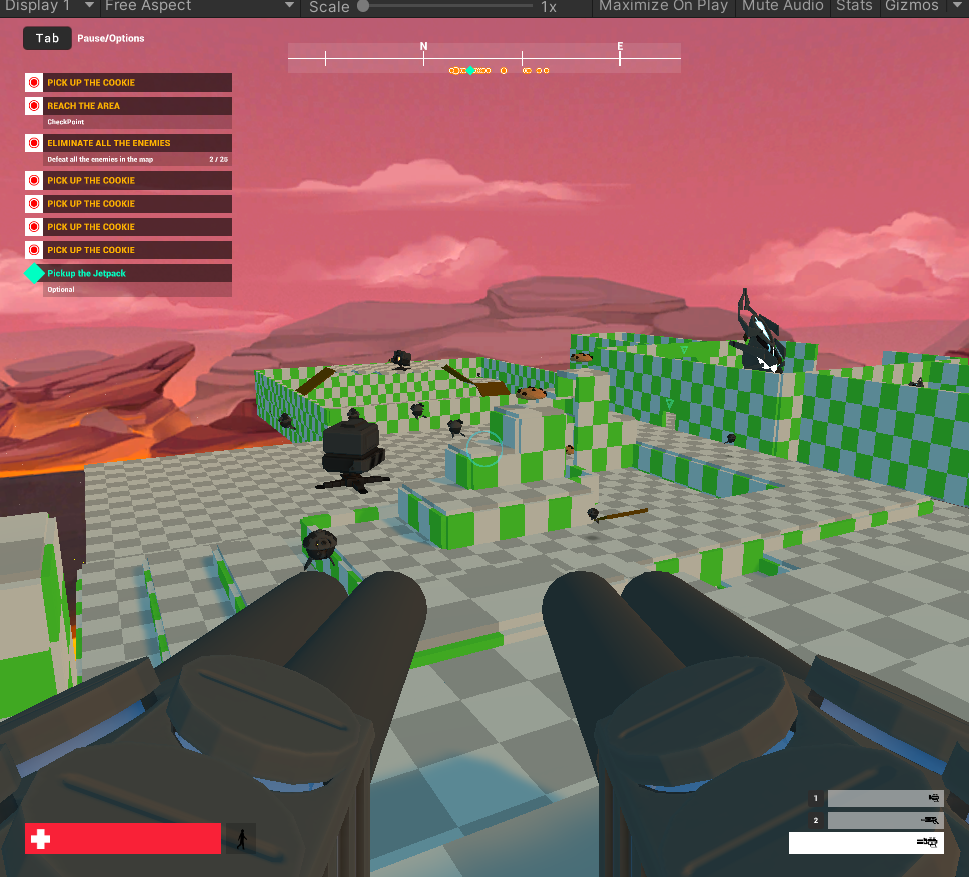 Display 1 Free Aspect Scale 1x Maximize On Play Mute Audio Stats Gizmos
Tab Pause/Options
N E
PICK UP THE COOKIE
REACH THE AREA
CheckPoint
ELIMINATE ALL THE ENEMIES
Defeat all the enemies in the map 2 / 25
PICK UP THE COOKIE
PICK UP THE COOKIE
PICK UP THE COOKIE
PICK UP THE COOKIE
Pickup the Jetpack
Optional
1
2